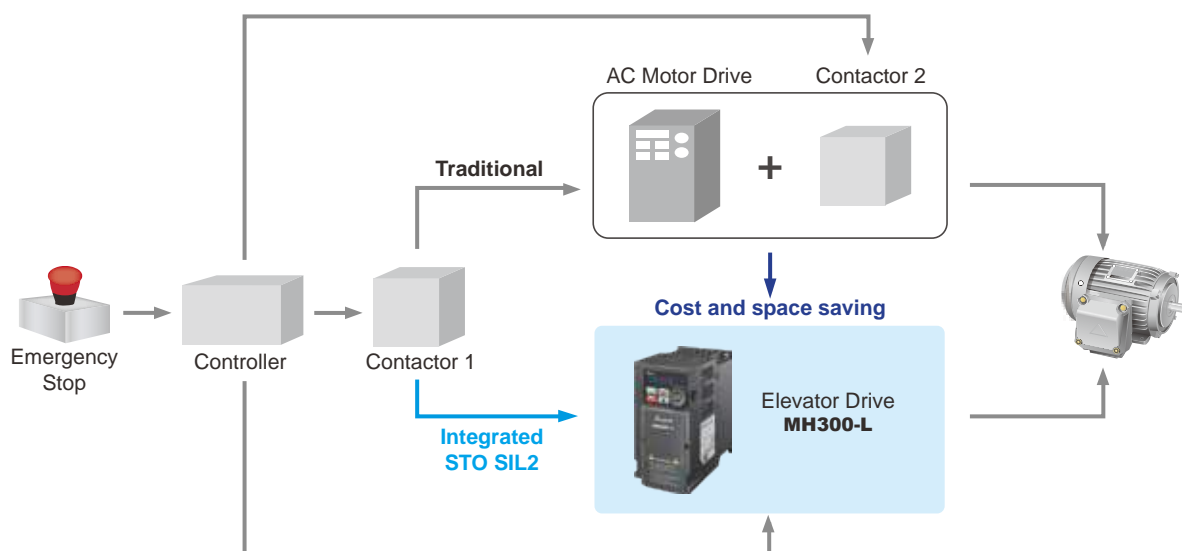 AC Motor Drive
Contactor 2
Traditional
+
Cost and space saving
Emergency
Stop
Controller
Contactor 1
Integrated
STO SIL2
Elevator Drive
MH300-L